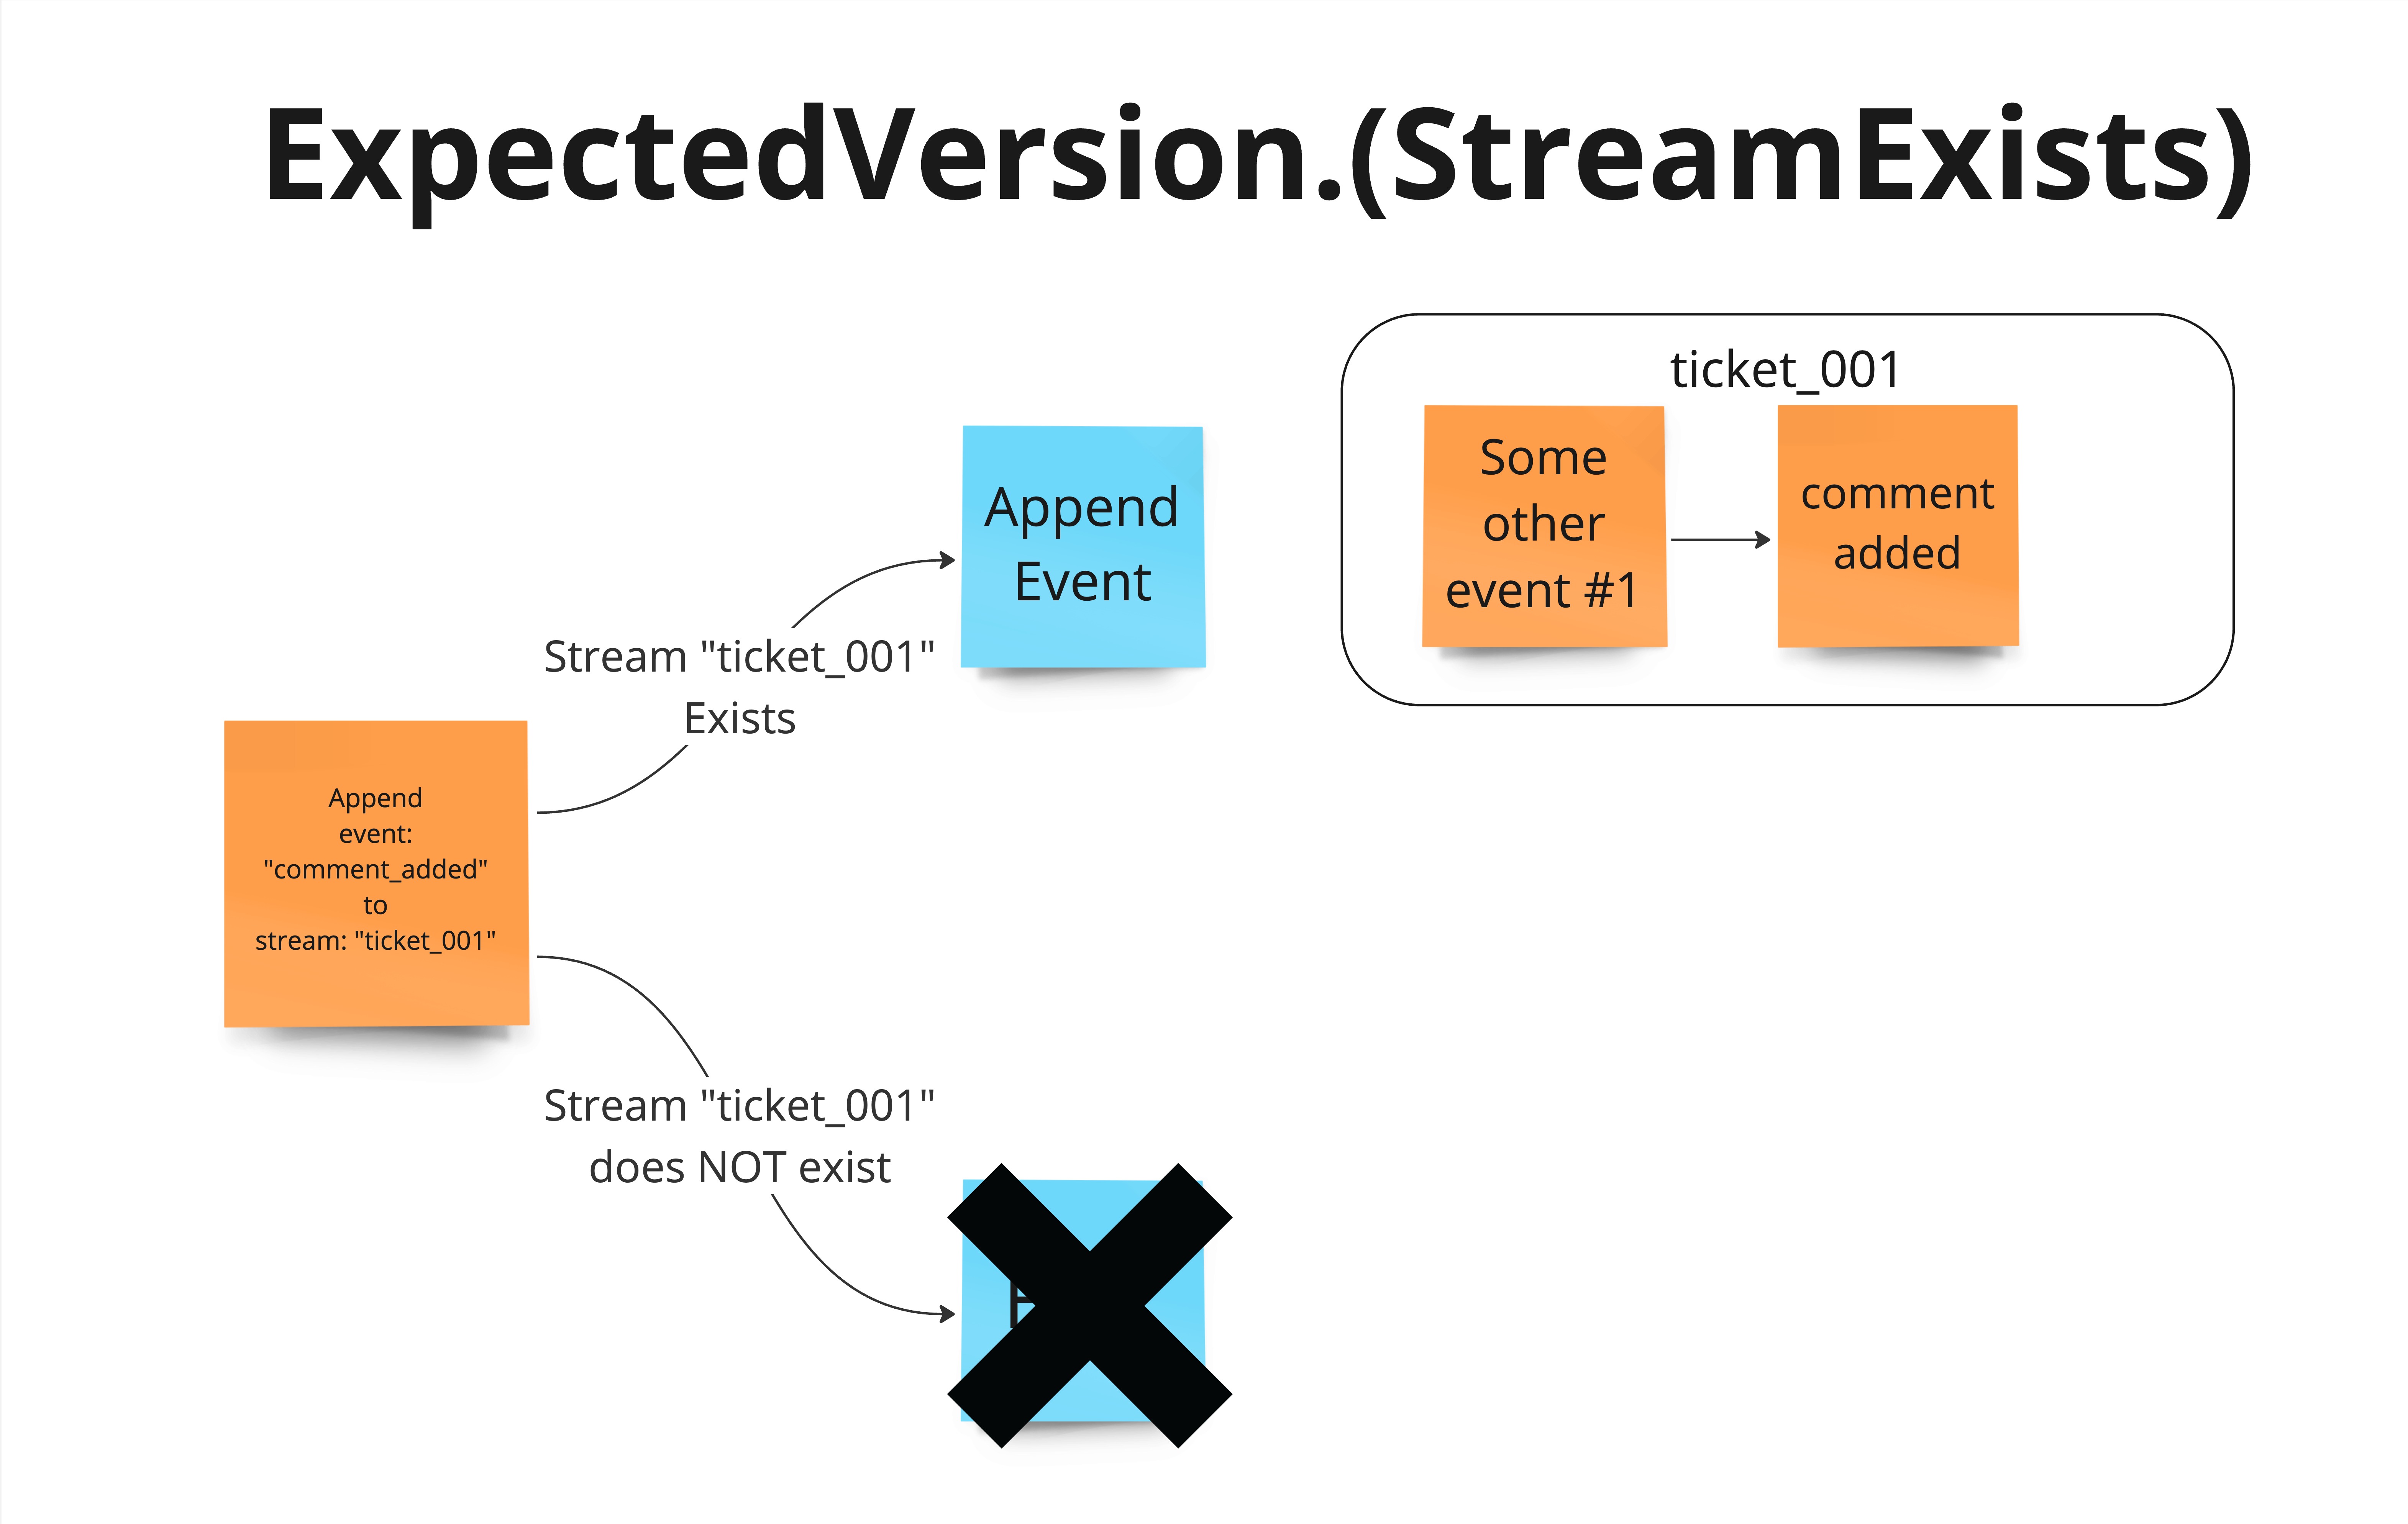 ExpectedVersion.(StreamExists)
ticket_001
Some
other
event #1
comment
added
Append
Event
Stream "ticket_001"
Exists
Append
event:
"comment_added"
to
stream: "ticket_001"
Stream "ticket_001"
does NOT exist